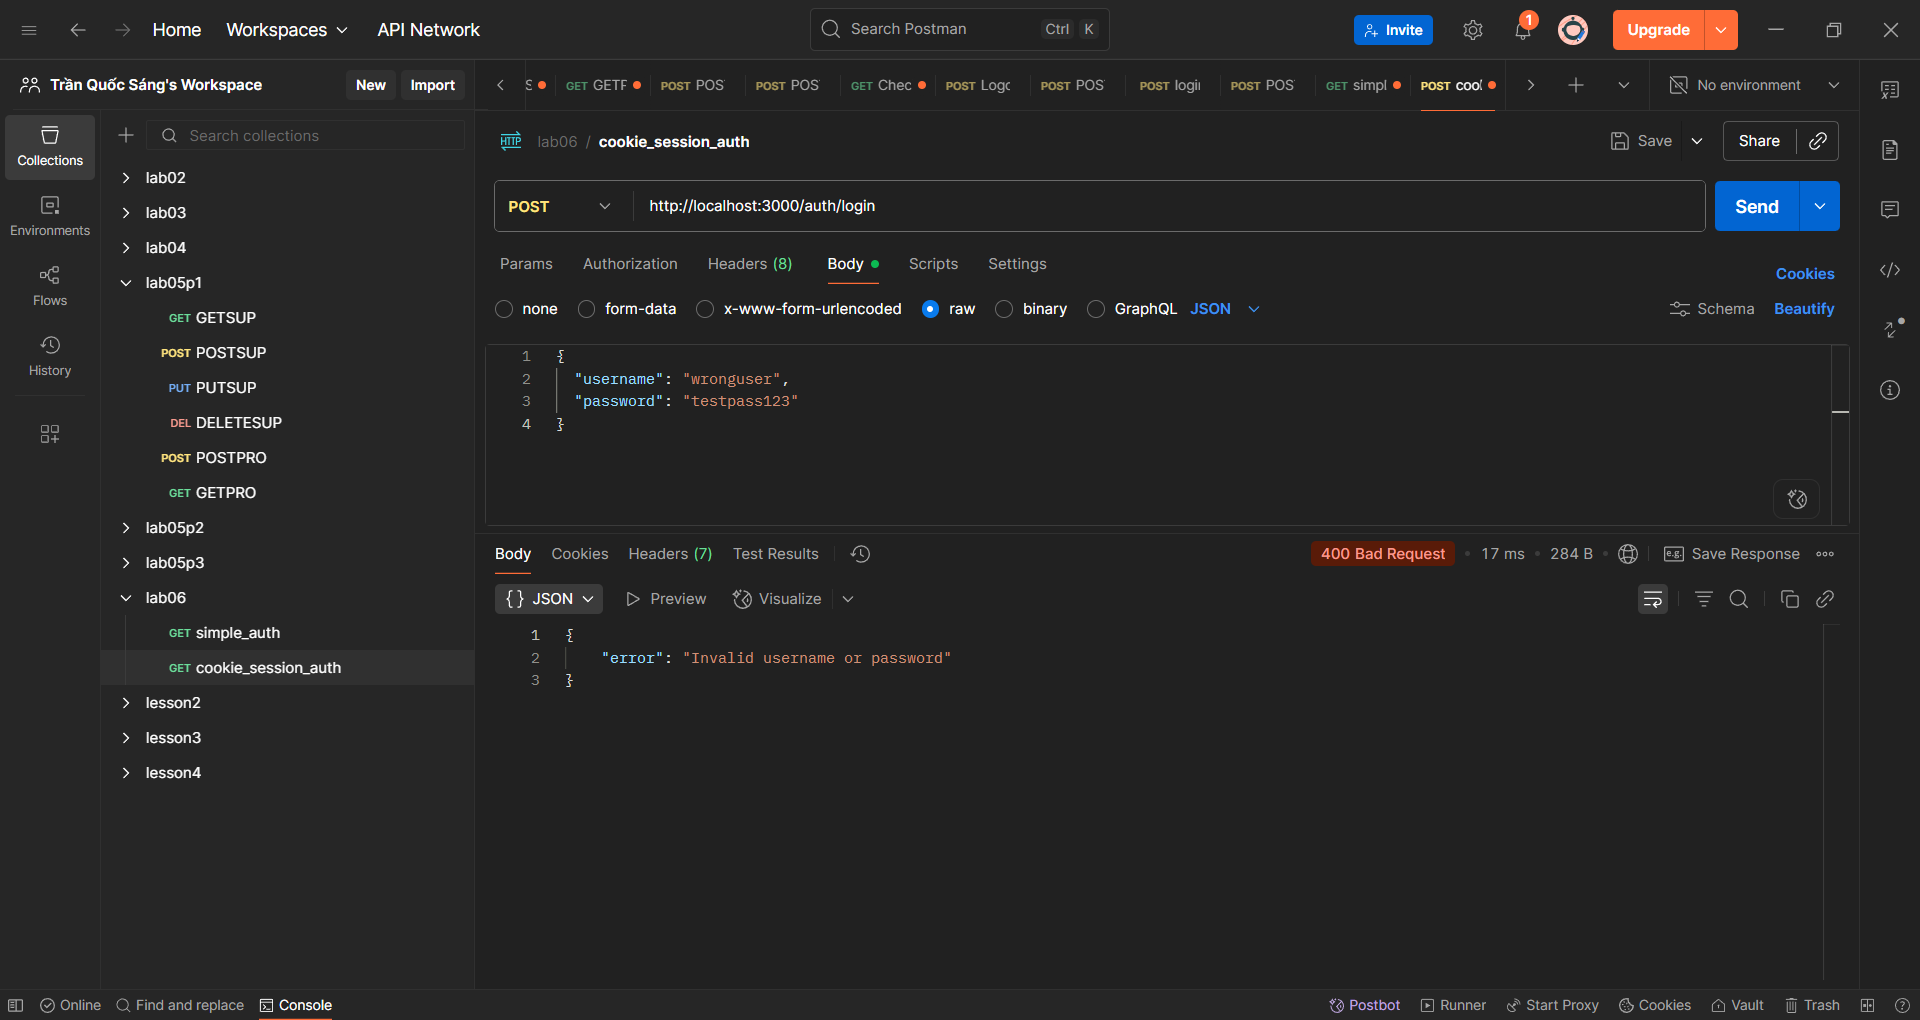 Home Workspaces API Network Search Postman Ctrl K Invite 1 Upgrade
Trần Quốc Sáng's Workspace New Import
S GET GETF POST POS POST POS GET Chec POST Logo POST POS POST logii POST POS GET simpl POST cool No environment
Collections
Environments
Flows
History
Search collections
lab02
lab03
lab04
lab05p1
GET GETSUP
POST POSTSUP
PUT PUTSUP
DEL DELETESUP
POST POSTPRO
GET GETPRO
lab05p2
lab05p3
lab06
GET simple_auth
GET cookie_session_auth
lesson2
lesson3
lesson4
HTTP lab06 / cookie_session_auth Save Share
POST http://localhost:3000/auth/login Send
Params Authorization Headers (8) Body Scripts Settings Cookies
none form-data x-www-form-urlencoded raw binary GraphQL JSON Schema Beautify
1 {
2 "username": "wronguser",
3 "password": "testpass123"
4 }
Body Cookies Headers (7) Test Results 400 Bad Request 17 ms 284 B e.g. Save Response
{} JSON Preview Visualize
1 {
2 "error": "Invalid username or password"
3 }
Online Find and replace Console Postbot Runner Start Proxy Cookies Vault Trash